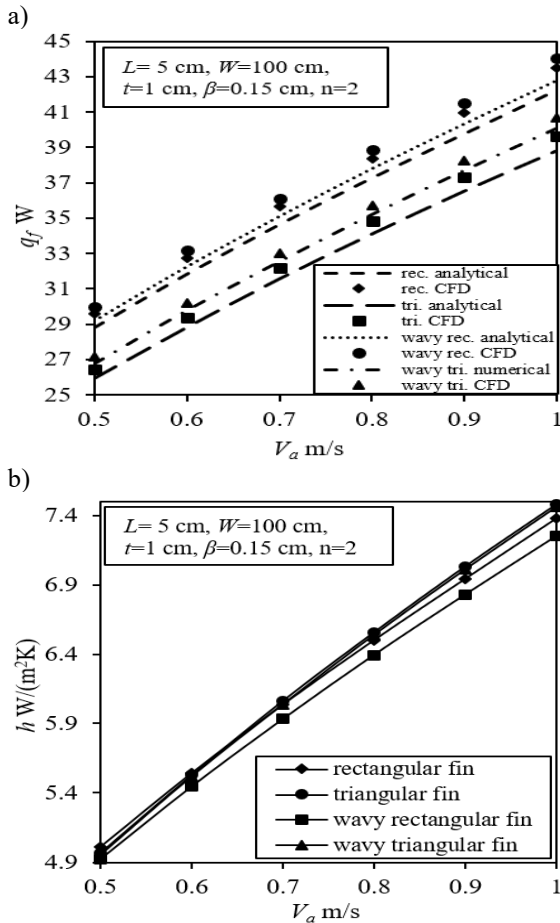 a)
45
43
41
39
37
35
33
31
29
27
25
q_f W
L= 5 cm, W=100 cm,
t=1 cm, β=0.15 cm, n=2
rec. analytical
rec. CFD
tri. analytical
tri. CFD
wavy rec. analytical
wavy rec. CFD
wavy tri. numerical
wavy tri. CFD
0.5 0.6 0.7 0.8 0.9 1
V_a m/s
b)
7.4
6.9
6.4
5.9
5.4
4.9
h W/(m²K)
L= 5 cm, W=100 cm,
t=1 cm, β=0.15 cm, n=2
rectangular fin
triangular fin
wavy rectangular fin
wavy triangular fin
0.5 0.6 0.7 0.8 0.9 1
V_a m/s